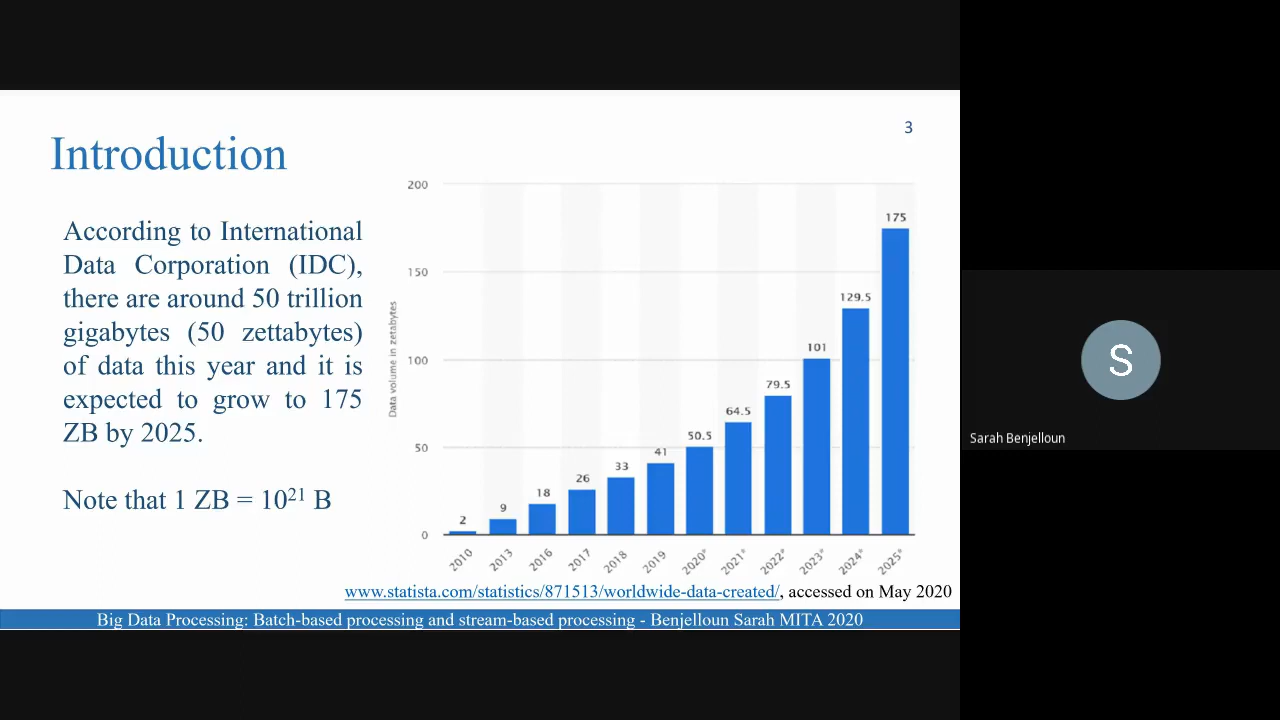 3
Introduction
According to International
Data Corporation (IDC),
there are around 50 trillion
gigabytes (50 zettabytes)
of data this year and it is
expected to grow to 175
ZB by 2025.
Note that 1 ZB = 10²¹ B
Data volume in zetabytes
200
150
100
50
0
2
9
18
26
33
41
50.5
64.5
79.5
101
129.5
175
2010
2013
2016
2017
2018
2019
2020*
2021*
2022*
2023*
2024*
2025*
www.statista.com/statistics/871513/worldwide-data-created/, accessed on May 2020
Big Data Processing: Batch-based processing and stream-based processing - Benjelloun Sarah MITA 2020
S
Sarah Benjelloun